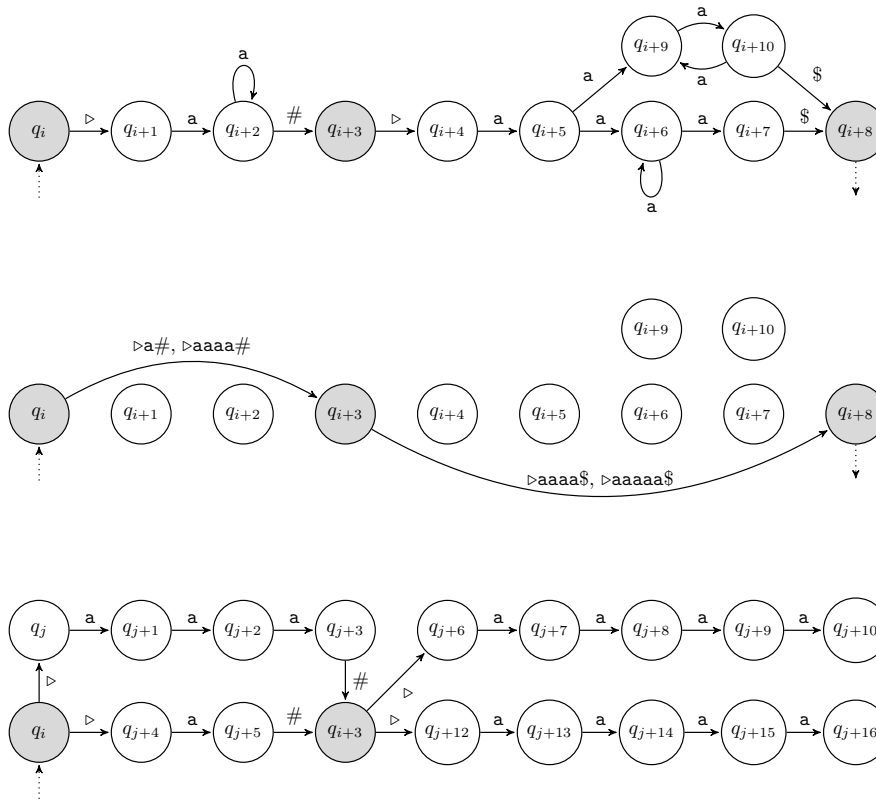 a
q_{i+9} q_{i+10}
a
a a $
▷ a # ▷ a a a $
q_i q_{i+1} q_{i+2} q_{i+3} q_{i+4} q_{i+5} q_{i+6} q_{i+7} q_{i+8}
a
q_{i+9} q_{i+10}
▷a#, ▷aaaa#
q_i q_{i+1} q_{i+2} q_{i+3} q_{i+4} q_{i+5} q_{i+6} q_{i+7} q_{i+8}
▷aaaa$, ▷aaaaa$
a a a a a a a
q_j q_{j+1} q_{j+2} q_{j+3} q_{j+6} q_{j+7} q_{j+8} q_{j+9} q_{j+10}
▷ # ▷
▷ a # ▷ a a a a
q_i q_{j+4} q_{j+5} q_{i+3} q_{j+12} q_{j+13} q_{j+14} q_{j+15} q_{j+16}